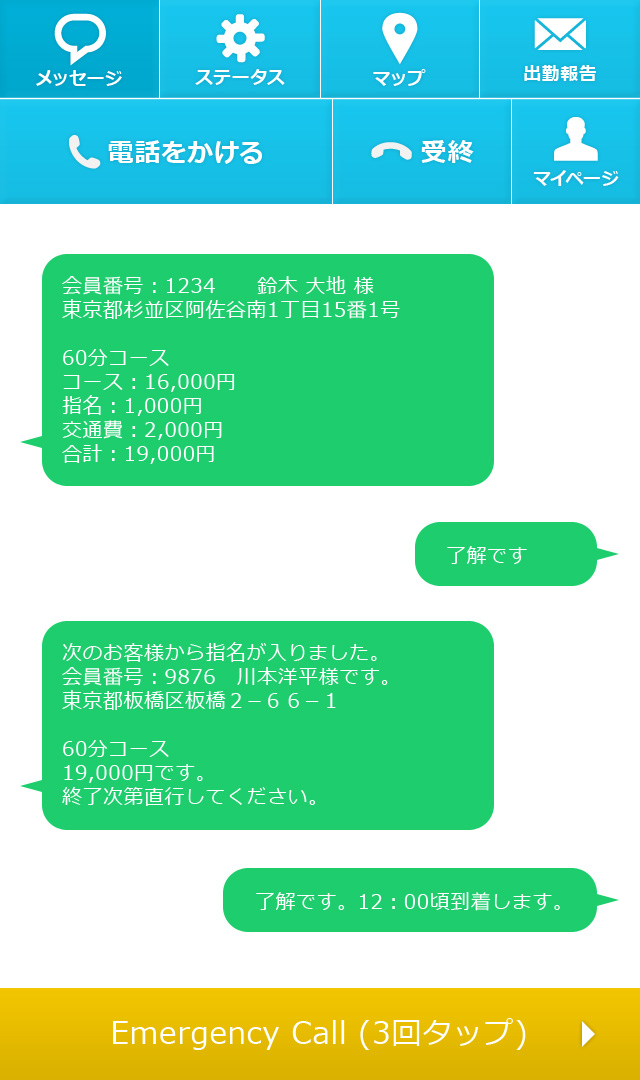 メッセージ
ステータス
マップ
出勤報告
電話をかける
受終
マイページ
会員番号：1234　　鈴木 大地 様
東京都杉並区阿佐谷南1丁目15番1号
60分コース
コース：16,000円
指名：1,000円
交通費：2,000円
合計：19,000円
了解です
次のお客様から指名が入りました。
会員番号：9876　川本洋平様です。
東京都板橋区板橋２－６６－１
60分コース
19,000円です。
終了次第直行してください。
了解です。12：00頃到着します。
Emergency Call (3回タップ)